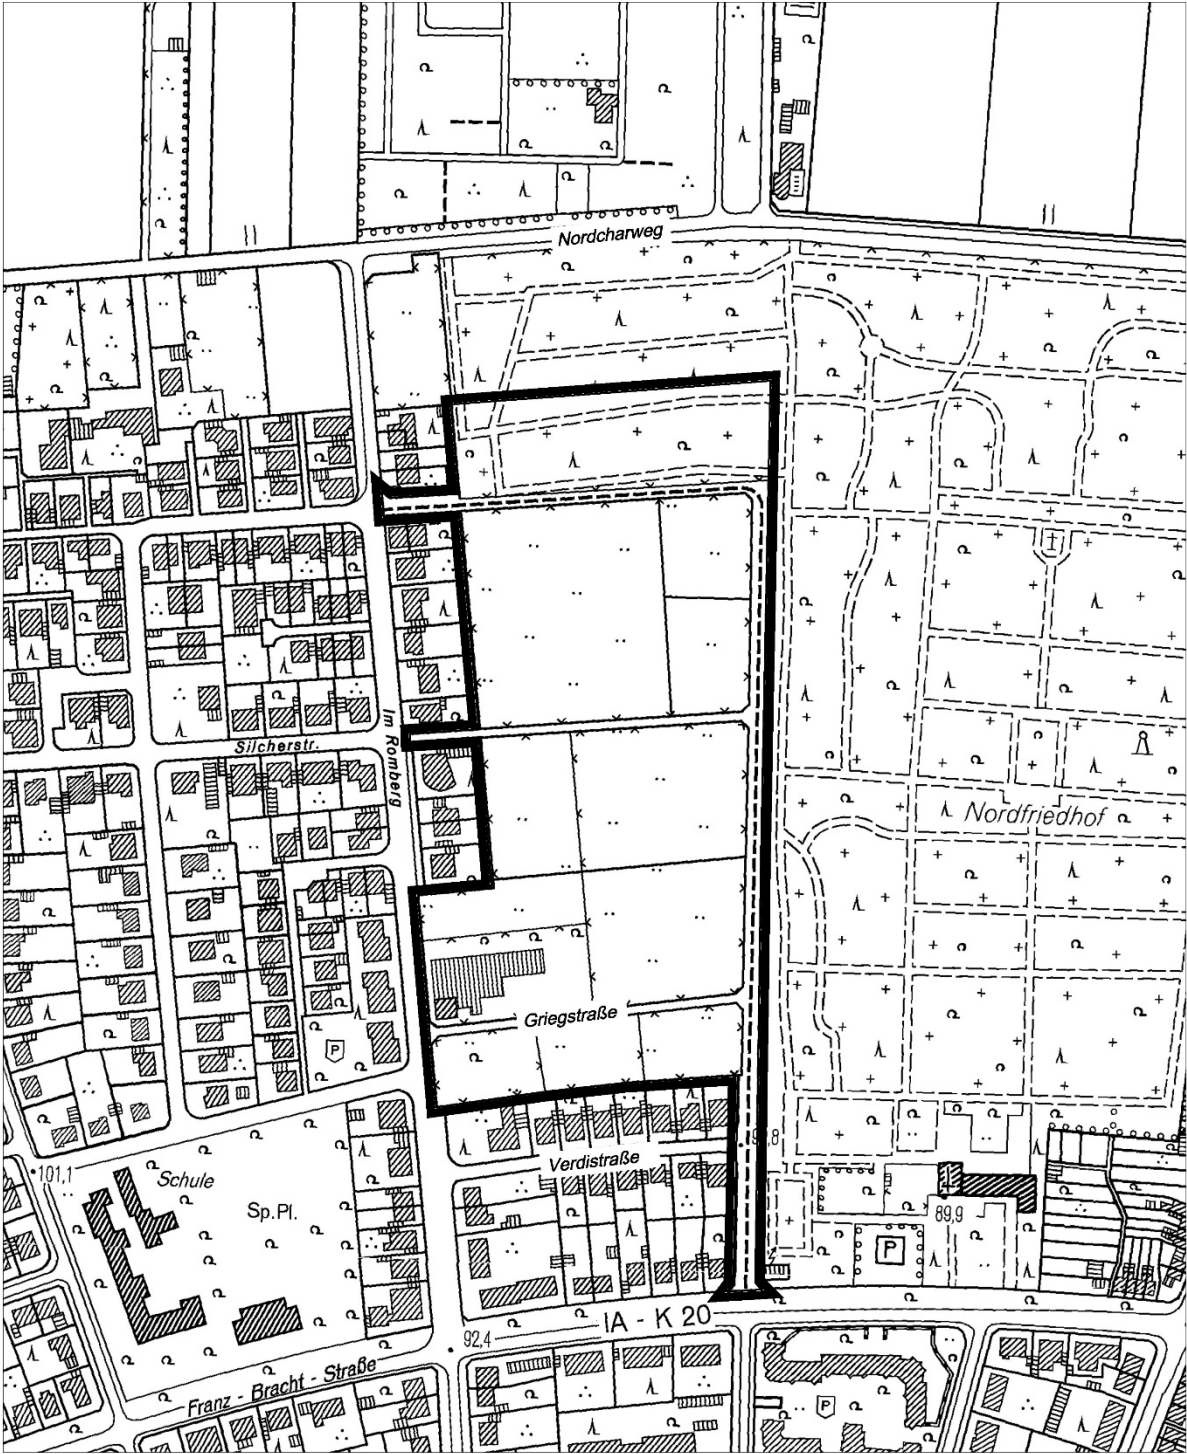 Nordcharweg
Im Romberg
Silcherstr.
Nordfriedhof
Griegstraße
P
Verdistraße
101,1
Schule
Sp.Pl.
89,9
P
IA - K 20
92,4
Franz - Bracht - Straße
P